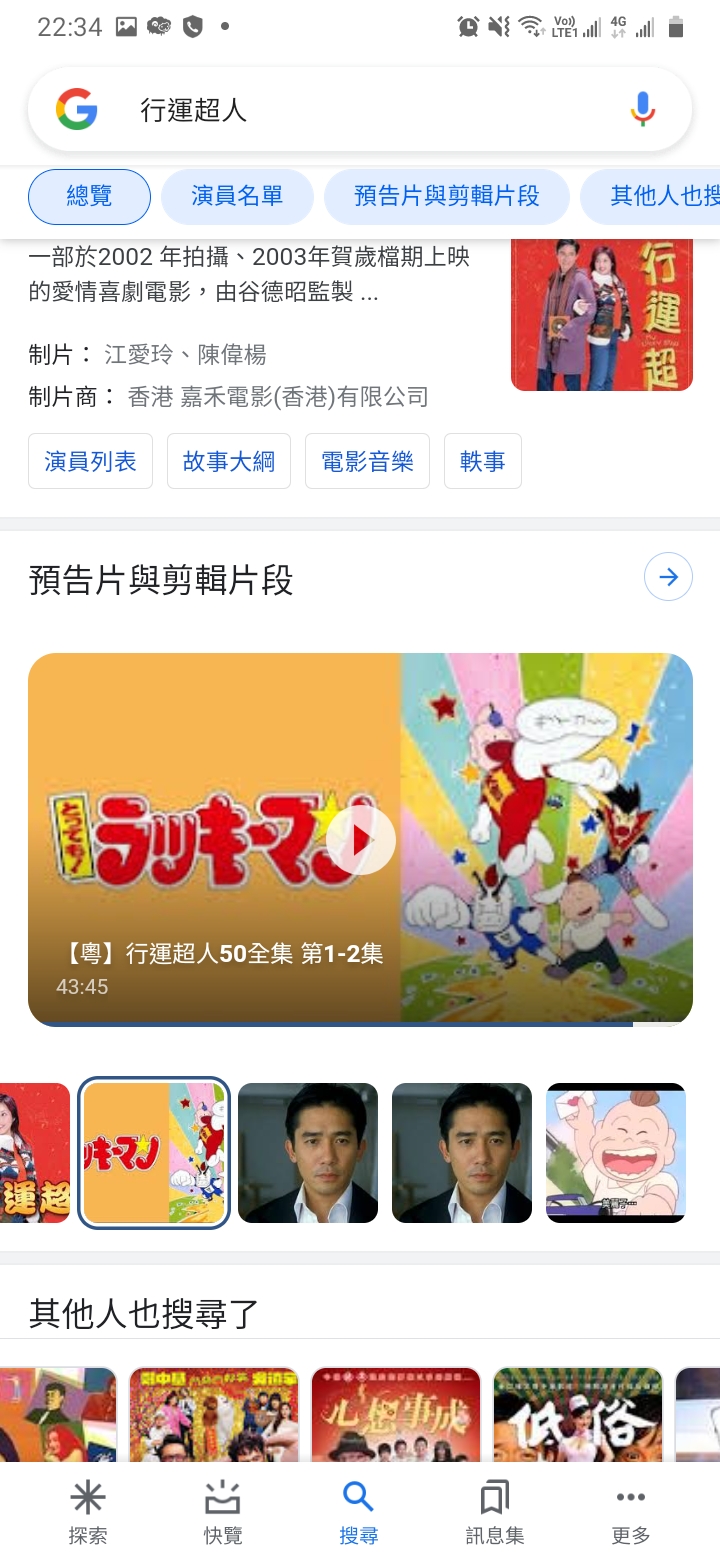 22:34
Vo))
LTE1
4G
行運超人
總覽
演員名單
預告片與剪輯片段
其他人也搜
一部於2002 年拍攝、2003年賀歲檔期上映
的愛情喜劇電影，由谷德昭監製 ...
行運超
制片： 江愛玲、陳偉楊
制片商： 香港 嘉禾電影(香港)有限公司
演員列表
故事大綱
電影音樂
軼事
預告片與剪輯片段
とっても!
ラッキーマン
【粵】行運超人50全集 第1-2集
43:45
運超
ッキーマン
其他人也搜尋了
鄭中基
心想事成
低俗
探索
快覽
搜尋
訊息集
更多